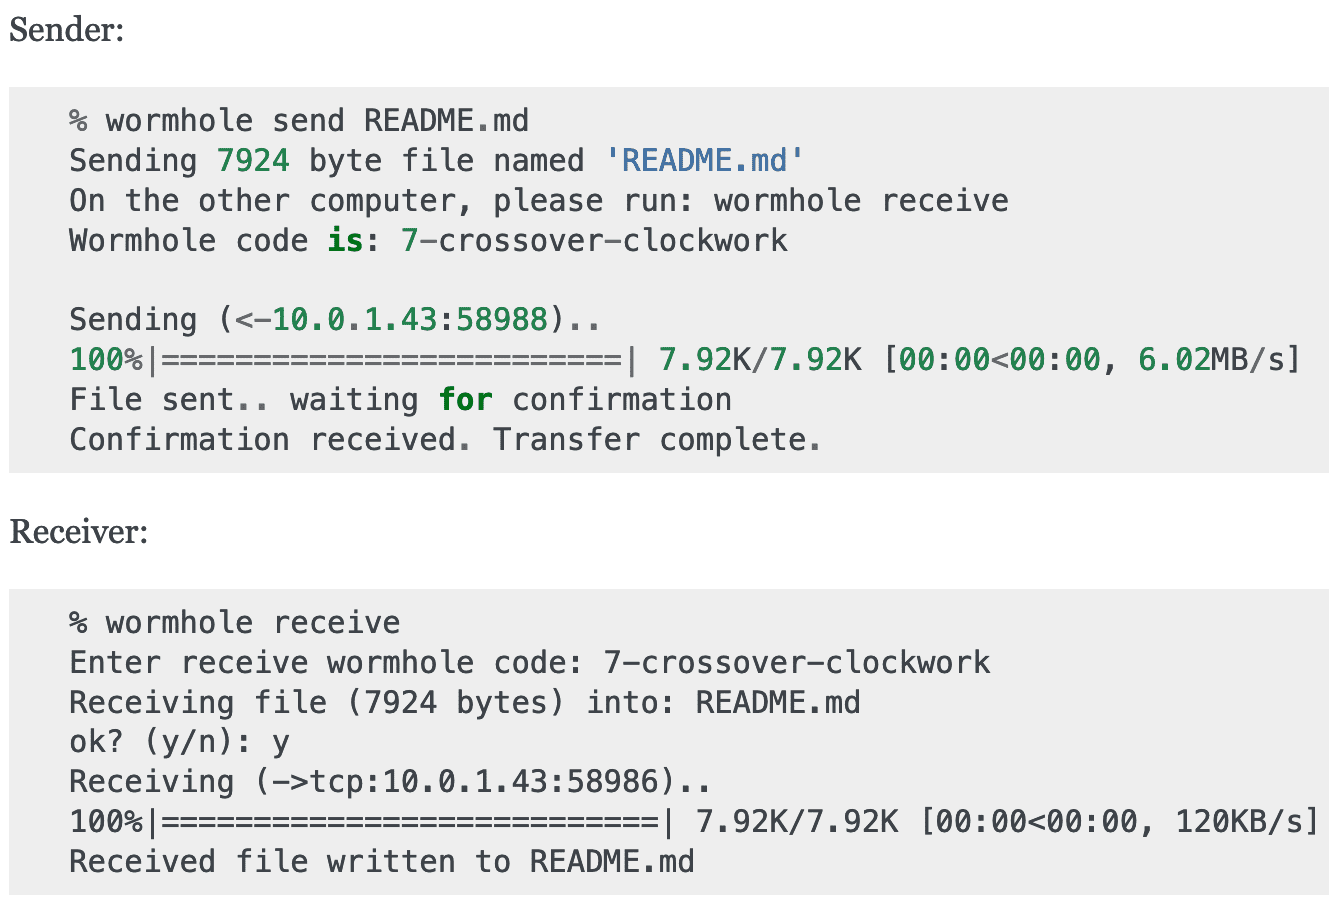 Sender:
% wormhole send README.md
Sending 7924 byte file named 'README.md'
On the other computer, please run: wormhole receive
Wormhole code is: 7-crossover-clockwork
Sending (<-10.0.1.43:58988)..
100%|=========================| 7.92K/7.92K [00:00<00:00, 6.02MB/s]
File sent.. waiting for confirmation
Confirmation received. Transfer complete.
Receiver:
% wormhole receive
Enter receive wormhole code: 7-crossover-clockwork
Receiving file (7924 bytes) into: README.md
ok? (y/n): y
Receiving (->tcp:10.0.1.43:58986)..
100%|===========================| 7.92K/7.92K [00:00<00:00, 120KB/s]
Received file written to README.md